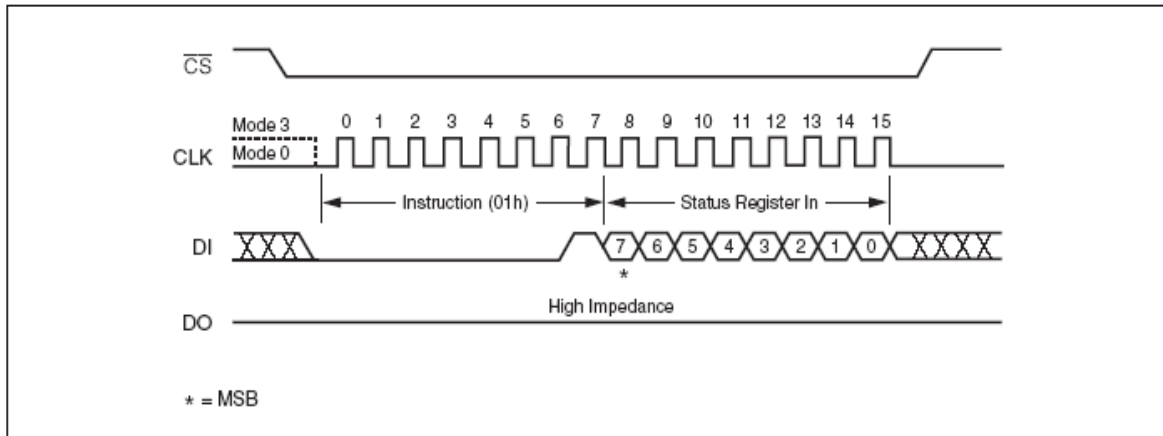 CS
Mode 3 0 1 2 3 4 5 6 7 8 9 10 11 12 13 14 15
CLK Mode 0
Instruction (01h) Status Register In
DI 7 6 5 4 3 2 1 0
*
High Impedance
DO
* = MSB